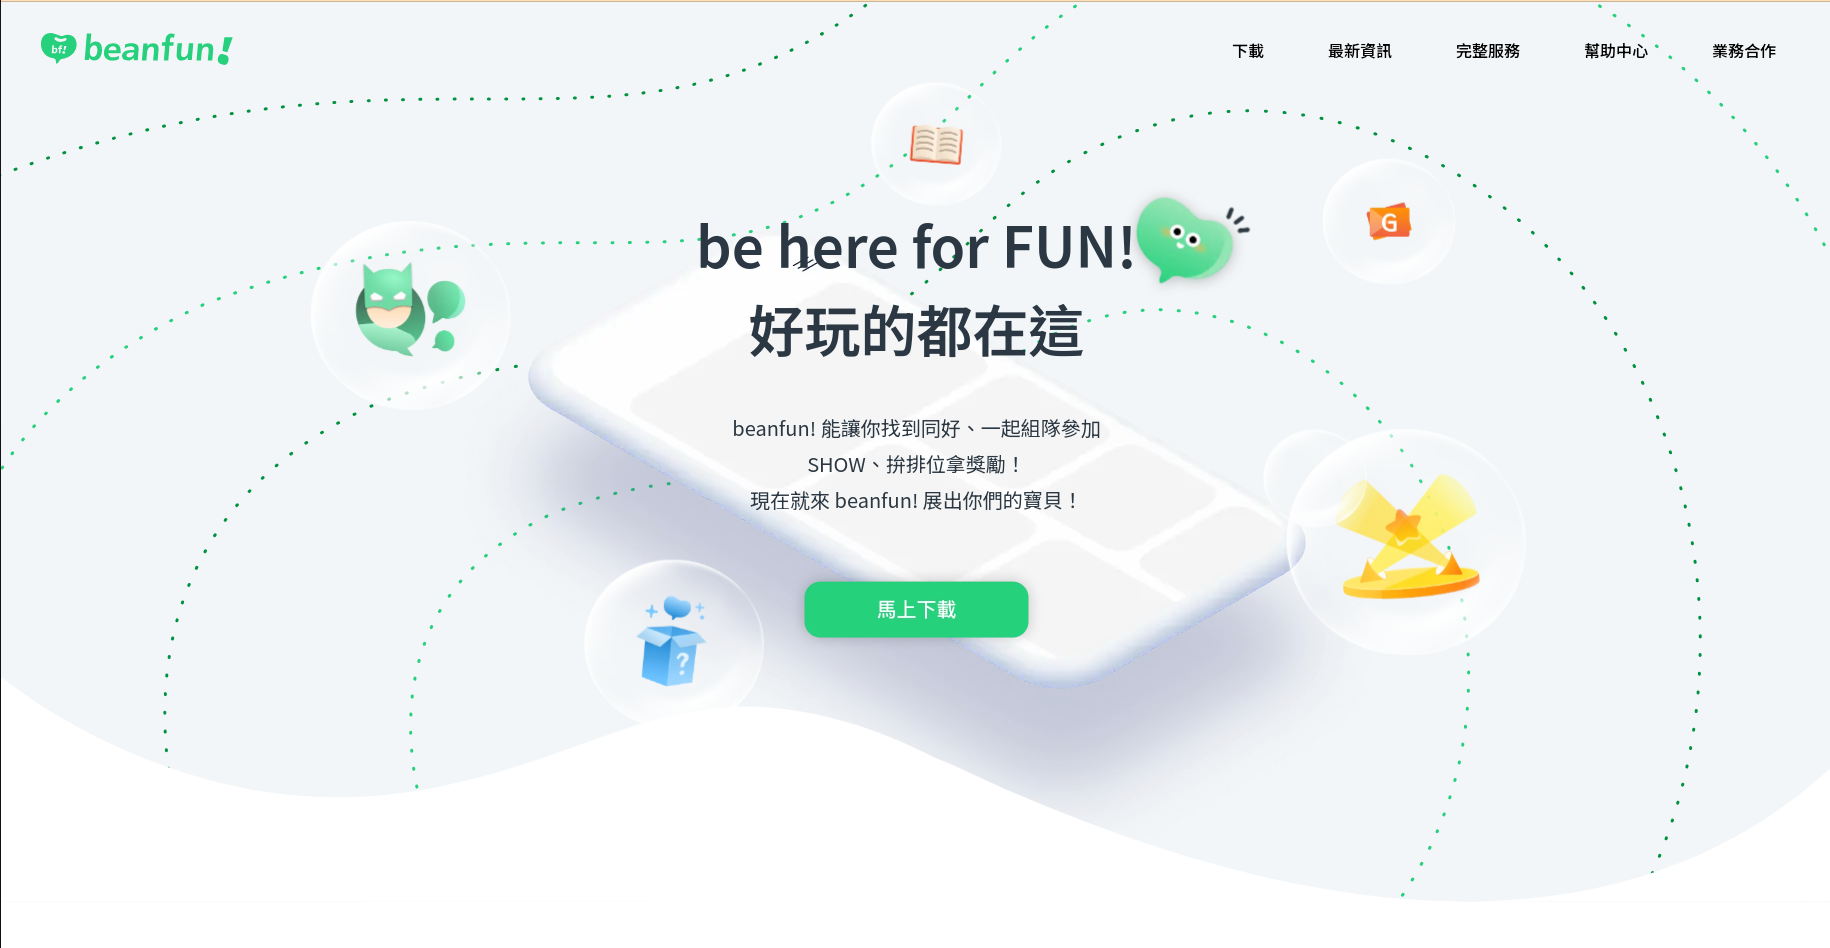 bf! beanfun!
下載 最新資訊 完整服務 幫助中心 業務合作
G
be here for FUN!
好玩的都在這
beanfun! 能讓你找到同好、一起組隊參加
SHOW、拚排位拿獎勵！
現在就來 beanfun! 展出你們的寶貝！
?
馬上下載